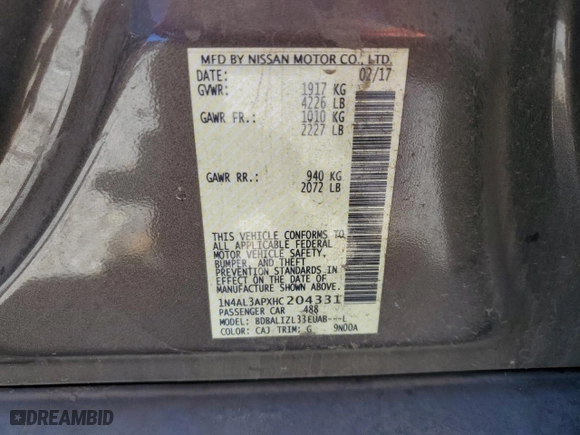 MFD BY NISSAN MOTOR CO., LTD.
DATE: 02/17
GVWR: 1917 KG
4226 LB
GAWR FR.: 1010 KG
2227 LB
GAWR RR.: 940 KG
2072 LB
THIS VEHICLE CONFORMS TO
ALL APPLICABLE FEDERAL
MOTOR VEHICLE SAFETY,
BUMPER, AND THEFT
PREVENTION STANDARDS IN
EFFECT ON THE DATE OF
MANUFACTURE SHOWN ABOVE.
1N4AL3APXHC204331
PASSENGER CAR 488
MODEL: BDBALIZL33EUAB---L
COLOR: CAJ TRIM: G 9N00A
DREAMBID